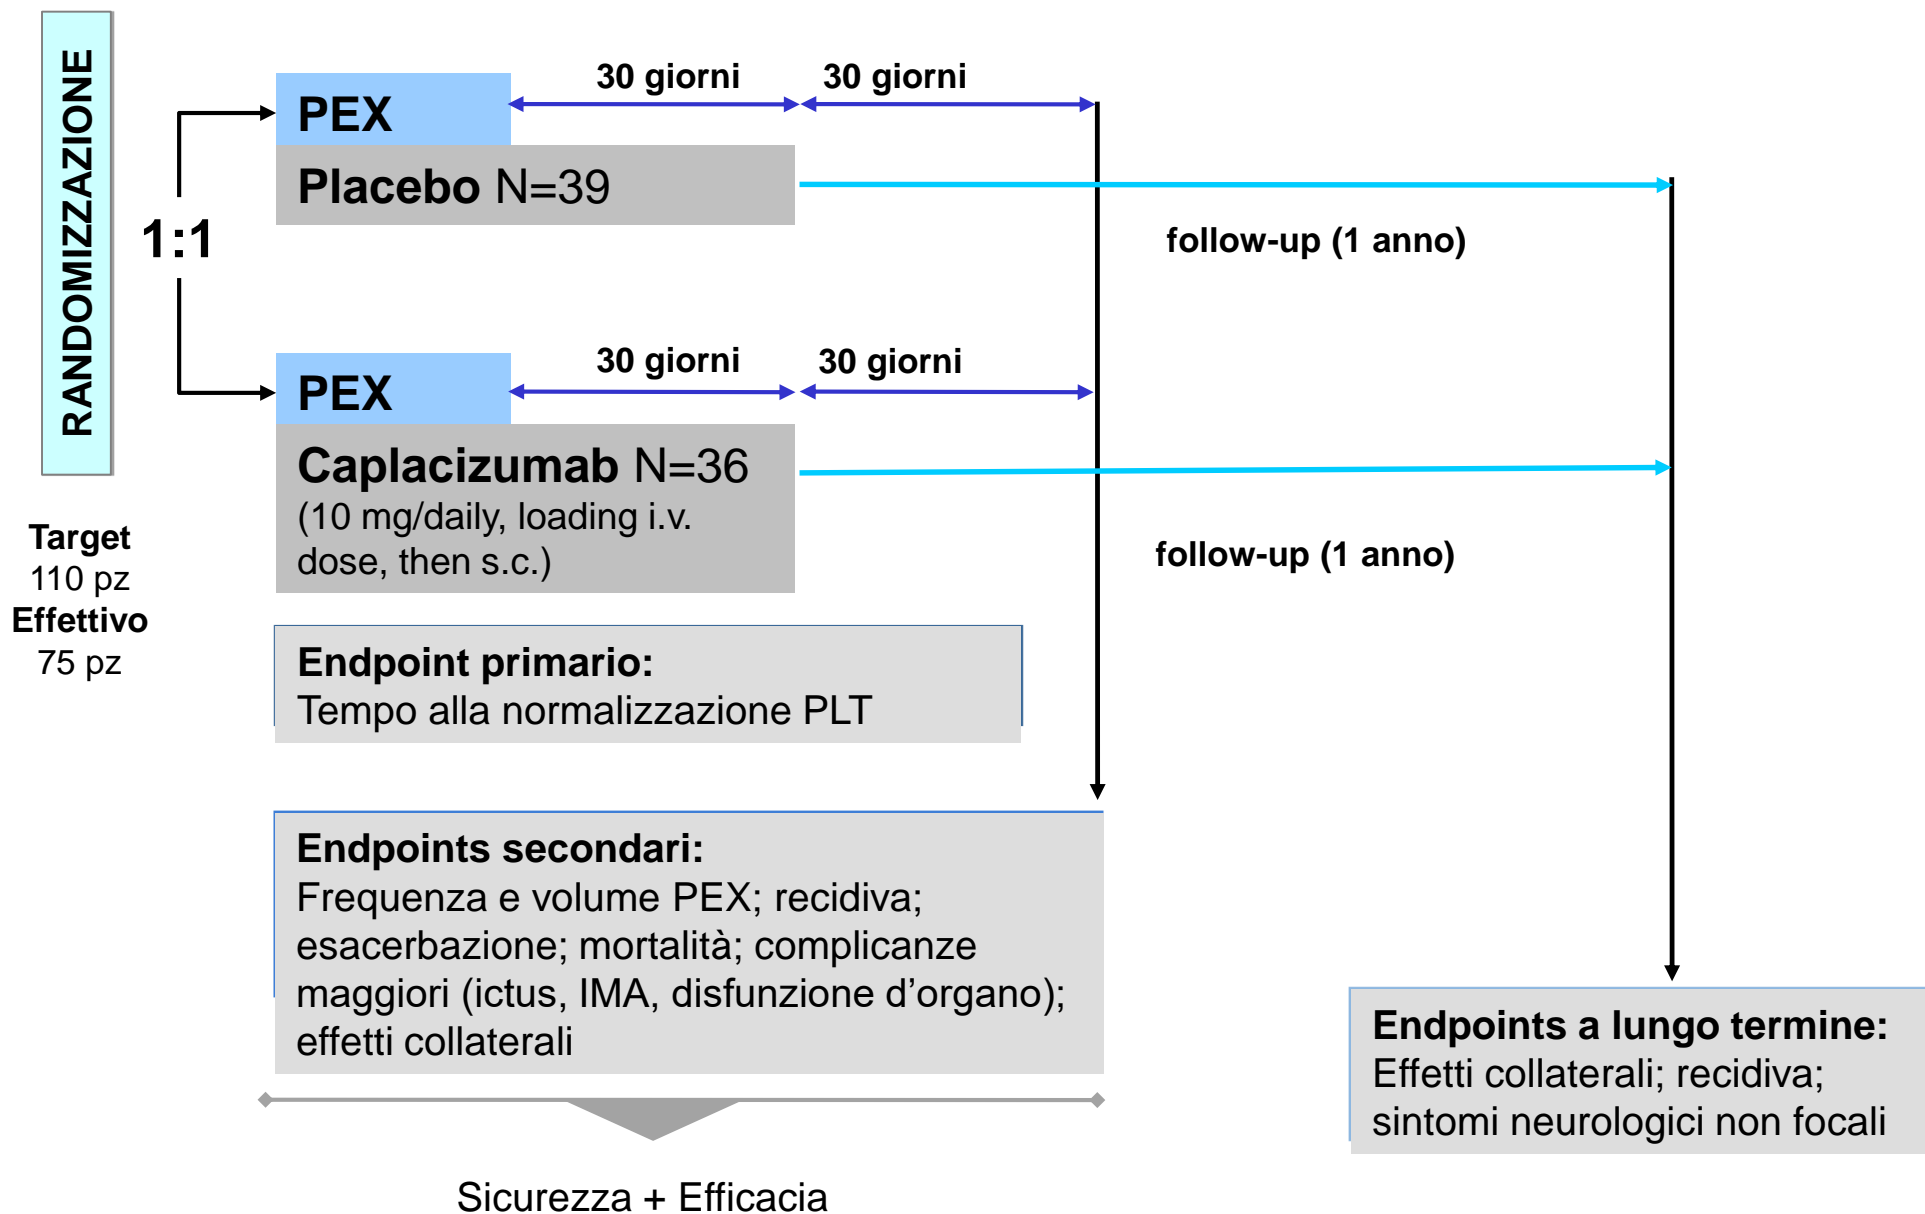 RANDOMIZZAZIONE
1:1
Target
110 pz
Effettivo
75 pz
30 giorni
30 giorni
PEX
Placebo N=39
follow-up (1 anno)
30 giorni
30 giorni
PEX
Caplacizumab N=36
(10 mg/daily, loading i.v.
dose, then s.c.)
follow-up (1 anno)
Endpoint primario:
Tempo alla normalizzazione PLT
Endpoints secondari:
Frequenza e volume PEX; recidiva;
esacerbazione; mortalità; complicanze
maggiori (ictus, IMA, disfunzione d’organo);
effetti collaterali
Endpoints a lungo termine:
Effetti collaterali; recidiva;
sintomi neurologici non focali
Sicurezza + Efficacia